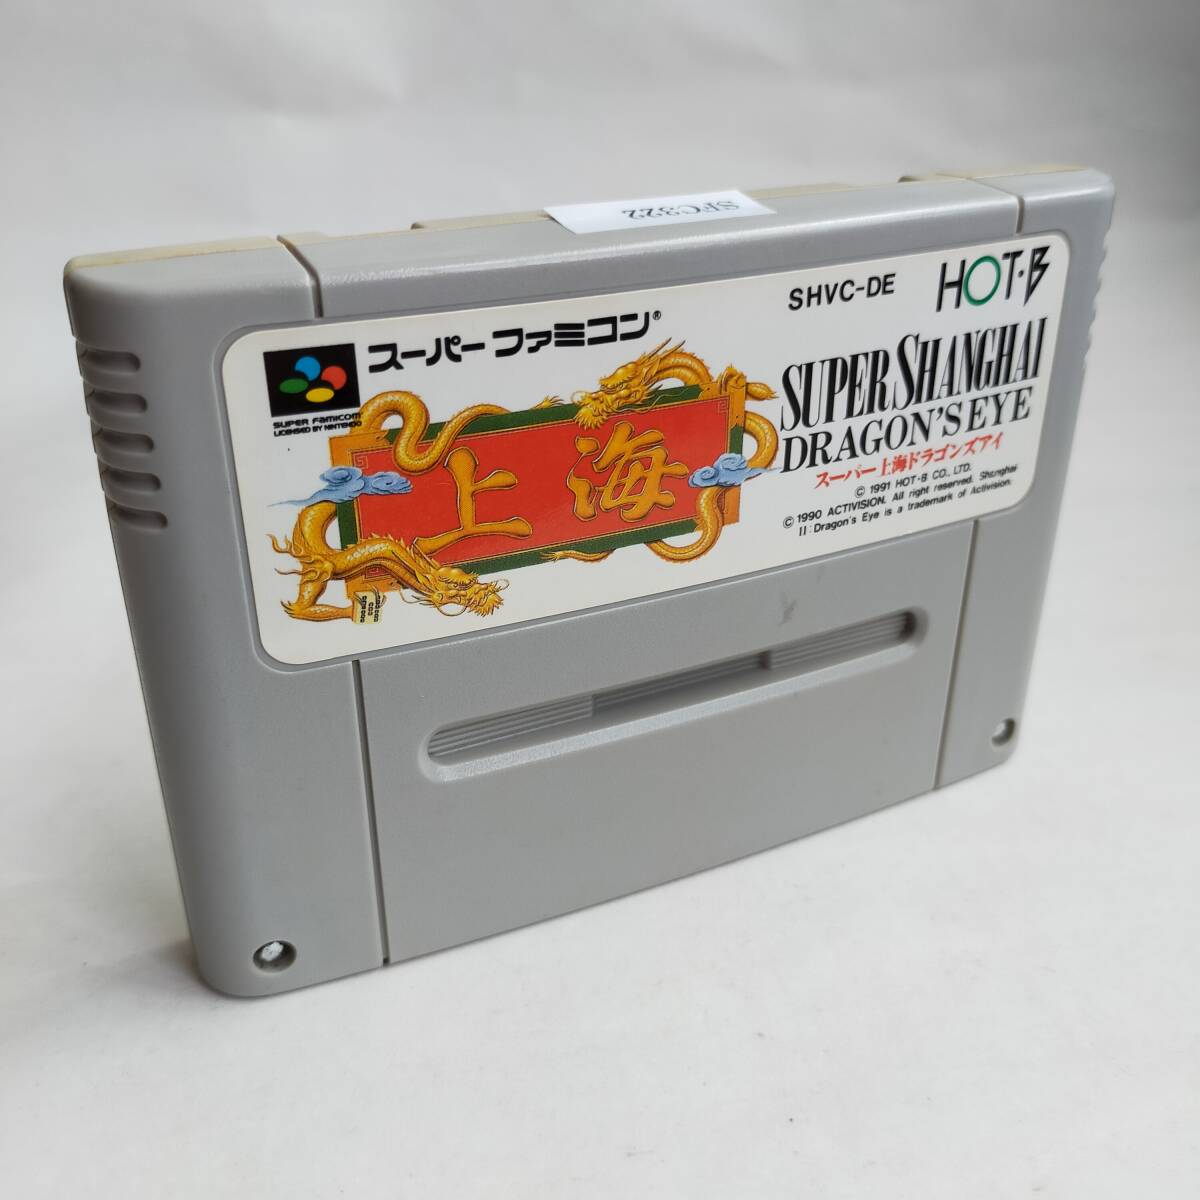 SFC322
スーパーファミコン®
SUPER FAMICOM
LICENSED BY NINTENDO
SHVC-DE
HOT・B
上海
SUPER SHANGHAI
DRAGON'S EYE
スーパー上海ドラゴンズアイ
© 1991 HOT・B CO., LTD.
© 1990 ACTIVISION. All right reserved. Shanghai
II: Dragon's Eye is a trademark of Activision.